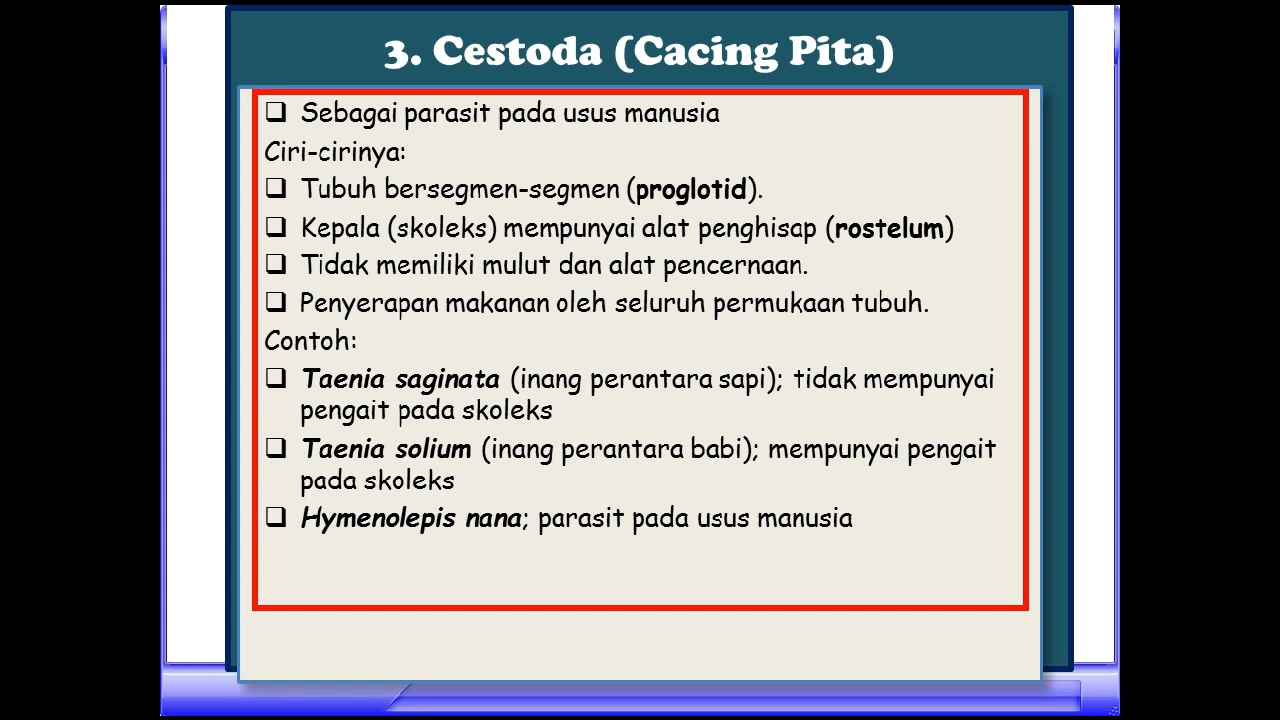 3. Cestoda (Cacing Pita)
❑ Sebagai parasit pada usus manusia
Ciri-cirinya:
❑ Tubuh bersegmen-segmen (proglotid).
❑ Kepala (skoleks) mempunyai alat penghisap (rostelum)
❑ Tidak memiliki mulut dan alat pencernaan.
❑ Penyerapan makanan oleh seluruh permukaan tubuh.
Contoh:
❑ Taenia saginata (inang perantara sapi); tidak mempunyai
pengait pada skoleks
❑ Taenia solium (inang perantara babi); mempunyai pengait
pada skoleks
❑ Hymenolepis nana; parasit pada usus manusia